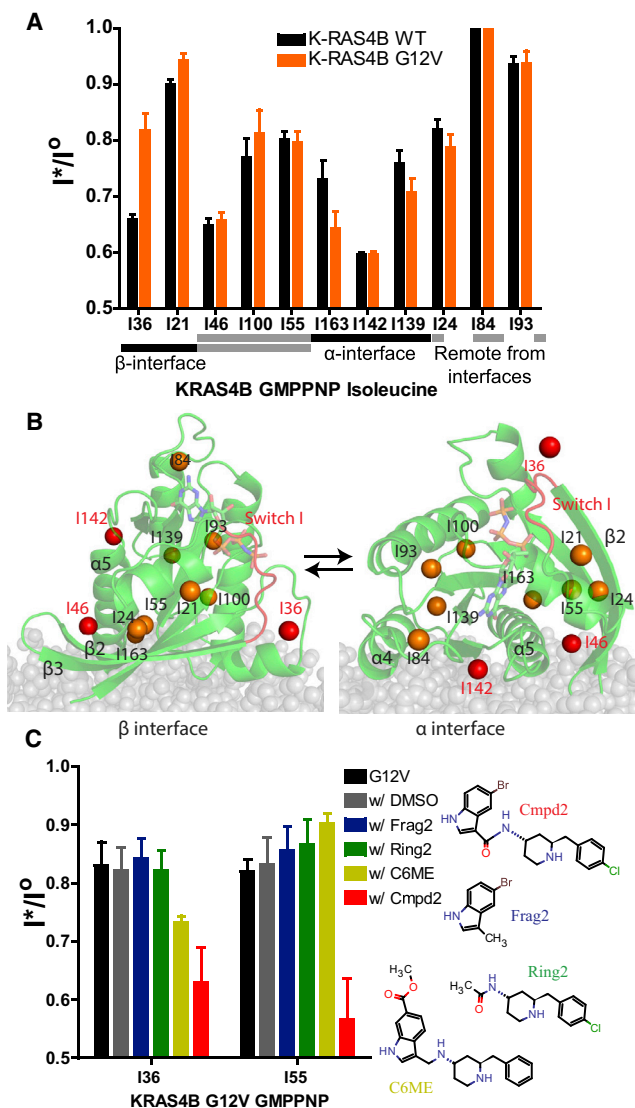 A
K-RAS4B WT
K-RAS4B G12V
1.0
0.9
0.8
0.7
0.6
0.5
I*/I°
I36 I21 I46 I100 I55 I163 I142 I139 I24 I84 I93
β-interface
α-interface
Remote from
interfaces
KRAS4B GMPPNP Isoleucine
B
I84
I142
I139
I93
Switch I
α5
I55
I21
I100
I46
I24
I36
β2
I163
β3
β interface
I36
Switch I
I100
I21
β2
I93
I163
I55
I24
I139
I46
α4
I84
α5
I142
α interface
C
1.0
0.9
0.8
0.7
0.6
0.5
I*/I°
G12V
w/ DMSO
w/ Frag2
w/ Ring2
w/ C6ME
w/ Cmpd2
I36 I55
KRAS4B G12V GMPPNP
Br
Cmpd2
H
N
HN
O
NH
Cl
Br
Frag2
HN
CH3
Ring2
H3C
H
N
O
NH
Cl
H3C
O
O
HN
H
N
NH
C6ME